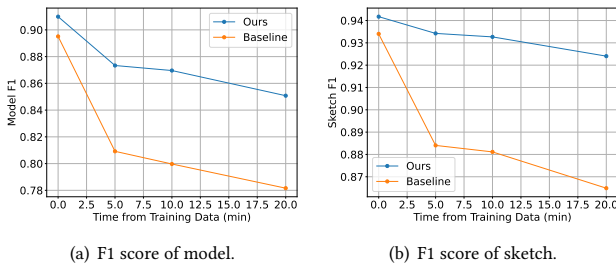 0.90
0.88
0.86
0.84
0.82
0.80
0.78
Model F1
0.0 2.5 5.0 7.5 10.0 12.5 15.0 17.5 20.0
Time from Training Data (min)
Ours
Baseline
(a) F1 score of model.
0.94
0.93
0.92
0.91
0.90
0.89
0.88
0.87
Sketch F1
0.0 2.5 5.0 7.5 10.0 12.5 15.0 17.5 20.0
Time from Training Data (min)
Ours
Baseline
(b) F1 score of sketch.